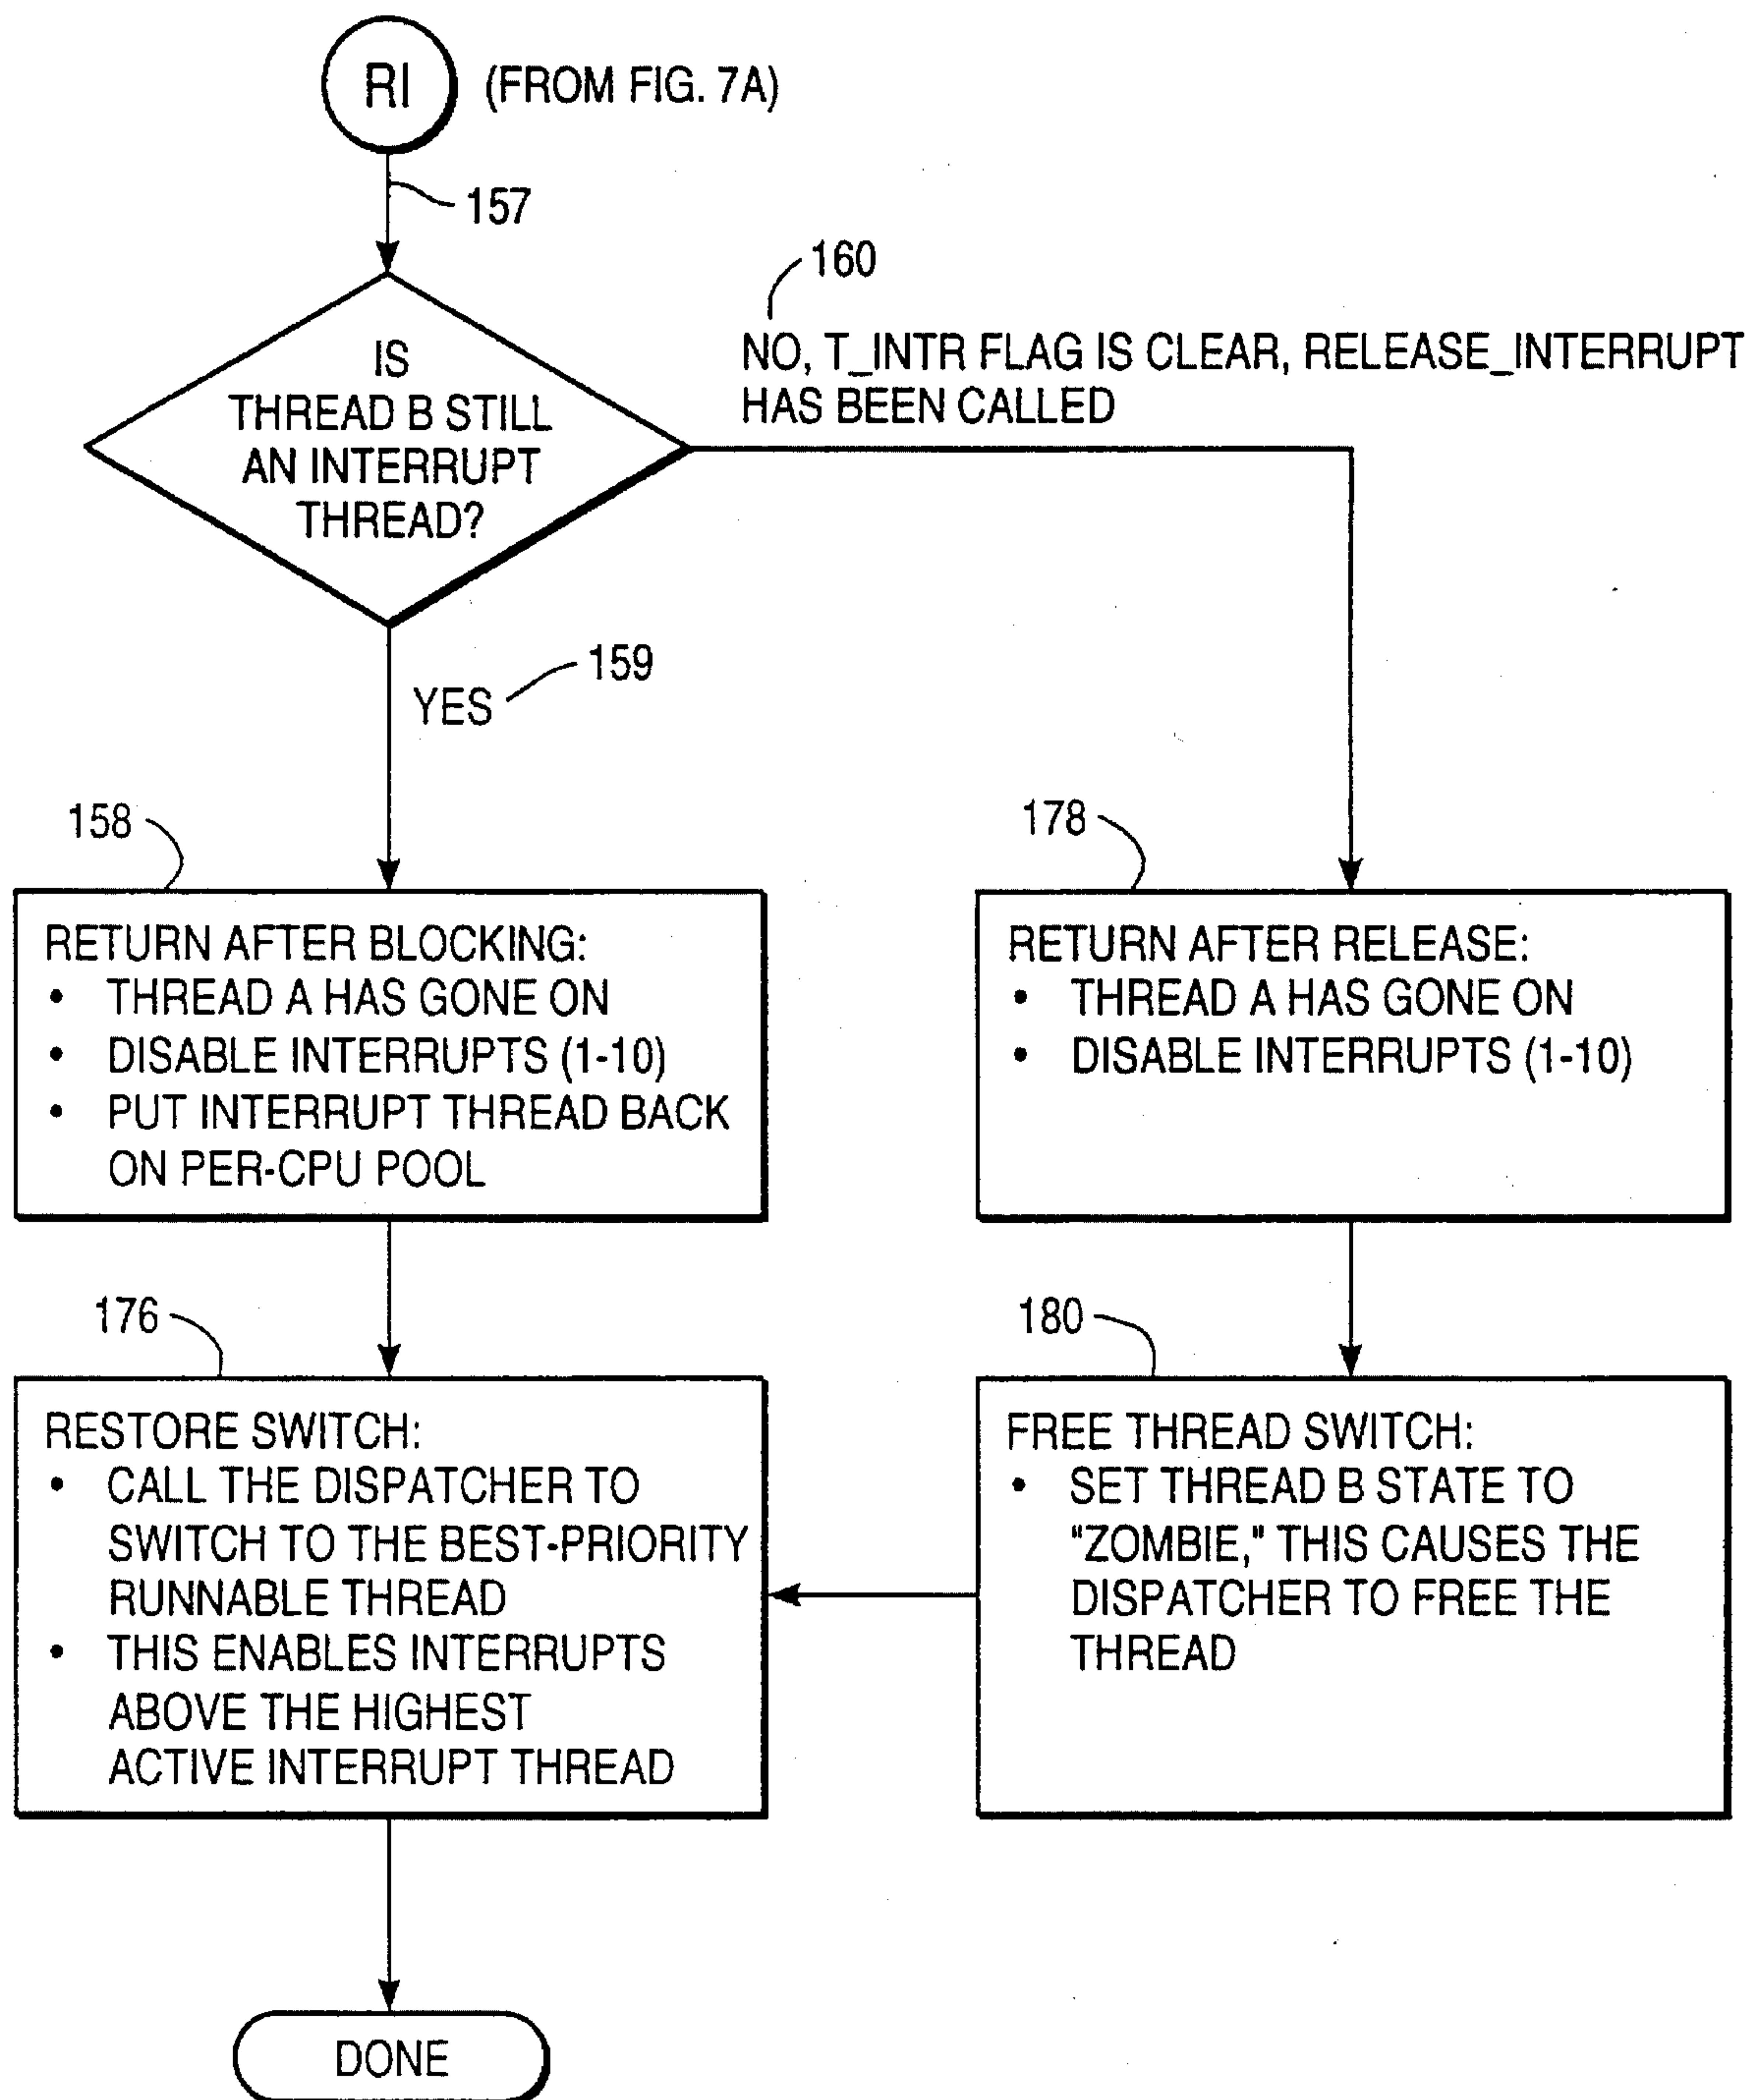 RI (FROM FIG. 7A)
157
IS
THREAD B STILL
AN INTERRUPT
THREAD?
160
NO, T_INTR FLAG IS CLEAR, RELEASE_INTERRUPT
HAS BEEN CALLED
YES
159
158
RETURN AFTER BLOCKING:
• THREAD A HAS GONE ON
• DISABLE INTERRUPTS (1-10)
• PUT INTERRUPT THREAD BACK
ON PER-CPU POOL
178
RETURN AFTER RELEASE:
• THREAD A HAS GONE ON
• DISABLE INTERRUPTS (1-10)
176
RESTORE SWITCH:
• CALL THE DISPATCHER TO
SWITCH TO THE BEST-PRIORITY
RUNNABLE THREAD
• THIS ENABLES INTERRUPTS
ABOVE THE HIGHEST
ACTIVE INTERRUPT THREAD
180
FREE THREAD SWITCH:
• SET THREAD B STATE TO
"ZOMBIE," THIS CAUSES THE
DISPATCHER TO FREE THE
THREAD
DONE